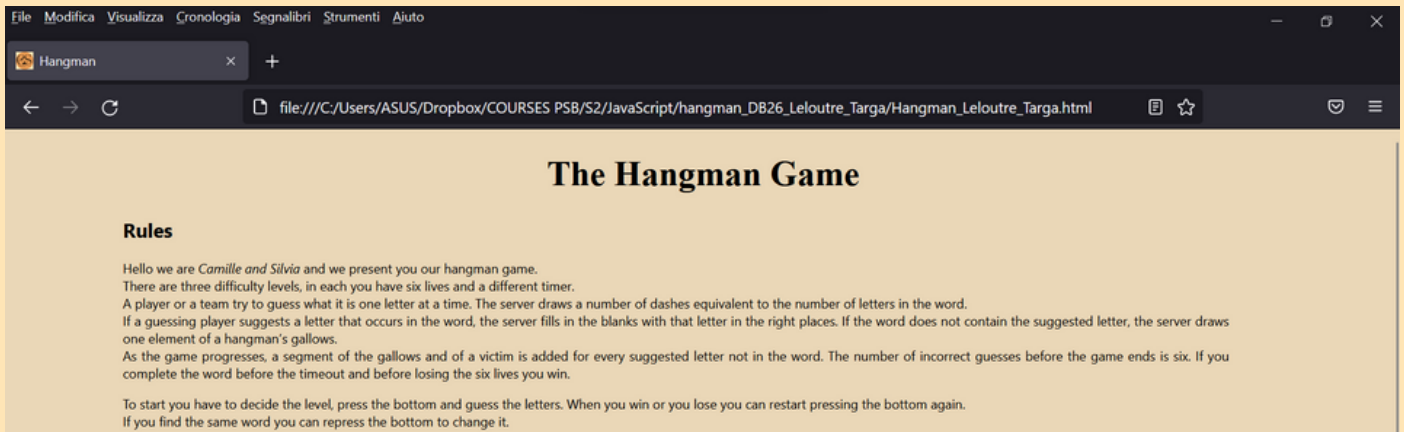 File Modifica Visualizza Cronologia Segnalibri Strumenti Aiuto
Hangman
file:///C:/Users/ASUS/Dropbox/COURSES PSB/S2/JavaScript/hangman_DB26_Leloutre_Targa/Hangman_Leloutre_Targa.html
The Hangman Game
Rules
Hello we are Camille and Silvia and we present you our hangman game.
There are three difficulty levels, in each you have six lives and a different timer.
A player or a team try to guess what it is one letter at a time. The server draws a number of dashes equivalent to the number of letters in the word.
If a guessing player suggests a letter that occurs in the word, the server fills in the blanks with that letter in the right places. If the word does not contain the suggested letter, the server draws
one element of a hangman's gallows.
As the game progresses, a segment of the gallows and of a victim is added for every suggested letter not in the word. The number of incorrect guesses before the game ends is six. If you
complete the word before the timeout and before losing the six lives you win.
To start you have to decide the level, press the bottom and guess the letters. When you win or you lose you can restart pressing the bottom again.
If you find the same word you can repress the bottom to change it.